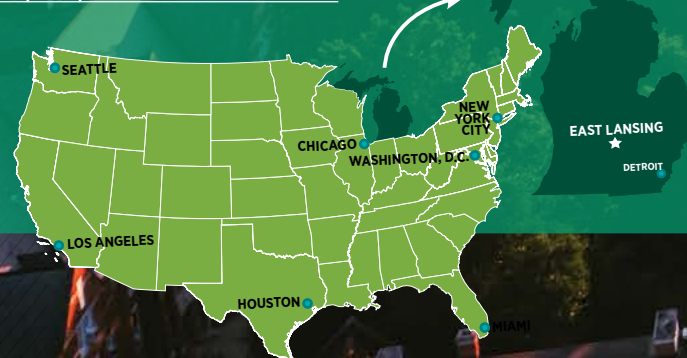 SEATTLE
NEW
YORK
CITY
CHICAGO
WASHINGTON, D.C.
EAST LANSING
DETROIT
LOS ANGELES
HOUSTON
MIAMI